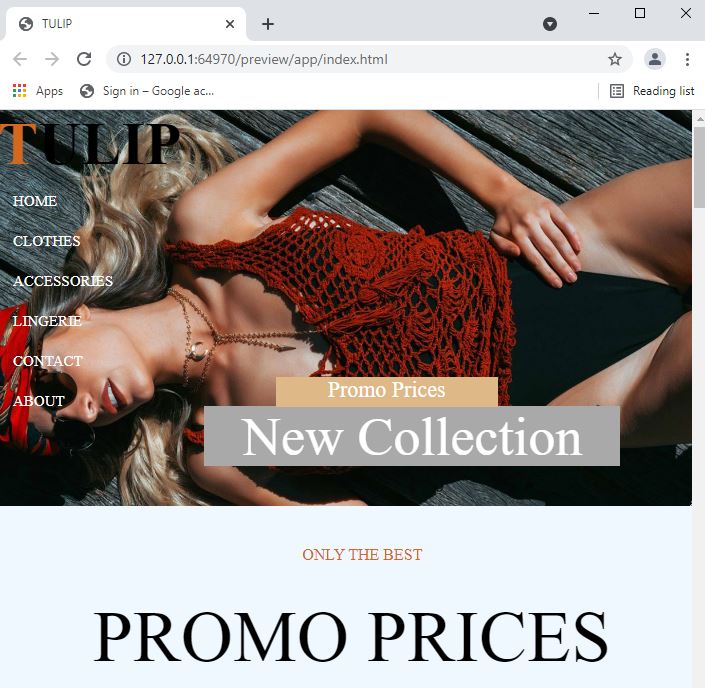 TULIP
127.0.0.1:64970/preview/app/index.html
Apps
Sign in – Google ac...
Reading list
TULIP
HOME
CLOTHES
ACCESSORIES
LINGERIE
CONTACT
ABOUT
Promo Prices
New Collection
ONLY THE BEST
PROMO PRICES